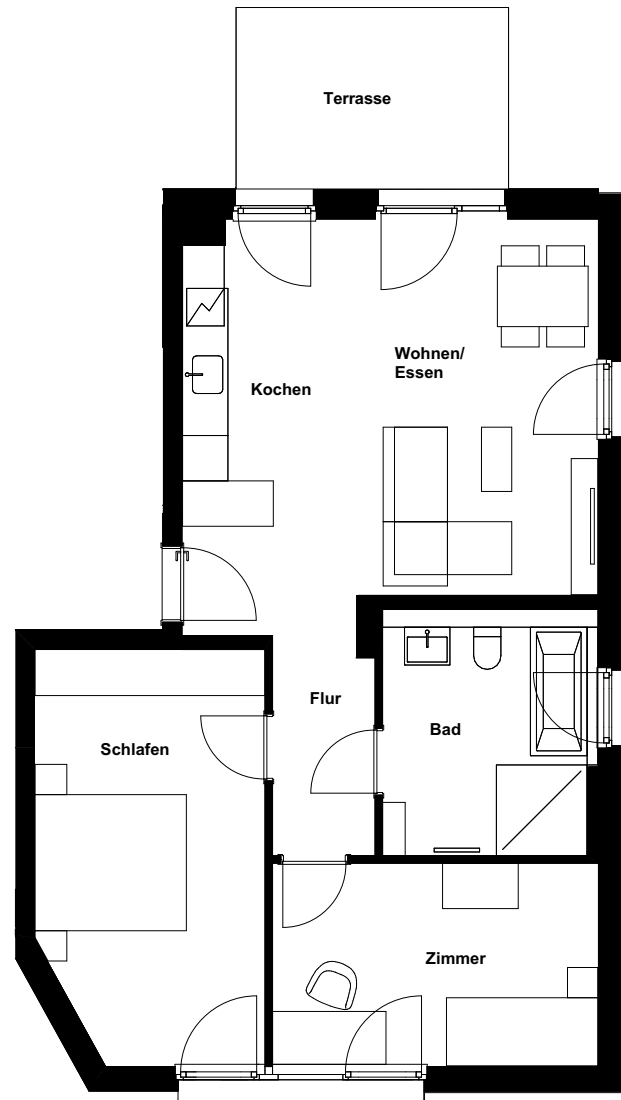 Terrasse
Wohnen/
Essen
Kochen
Flur
Schlafen
Bad
Zimmer